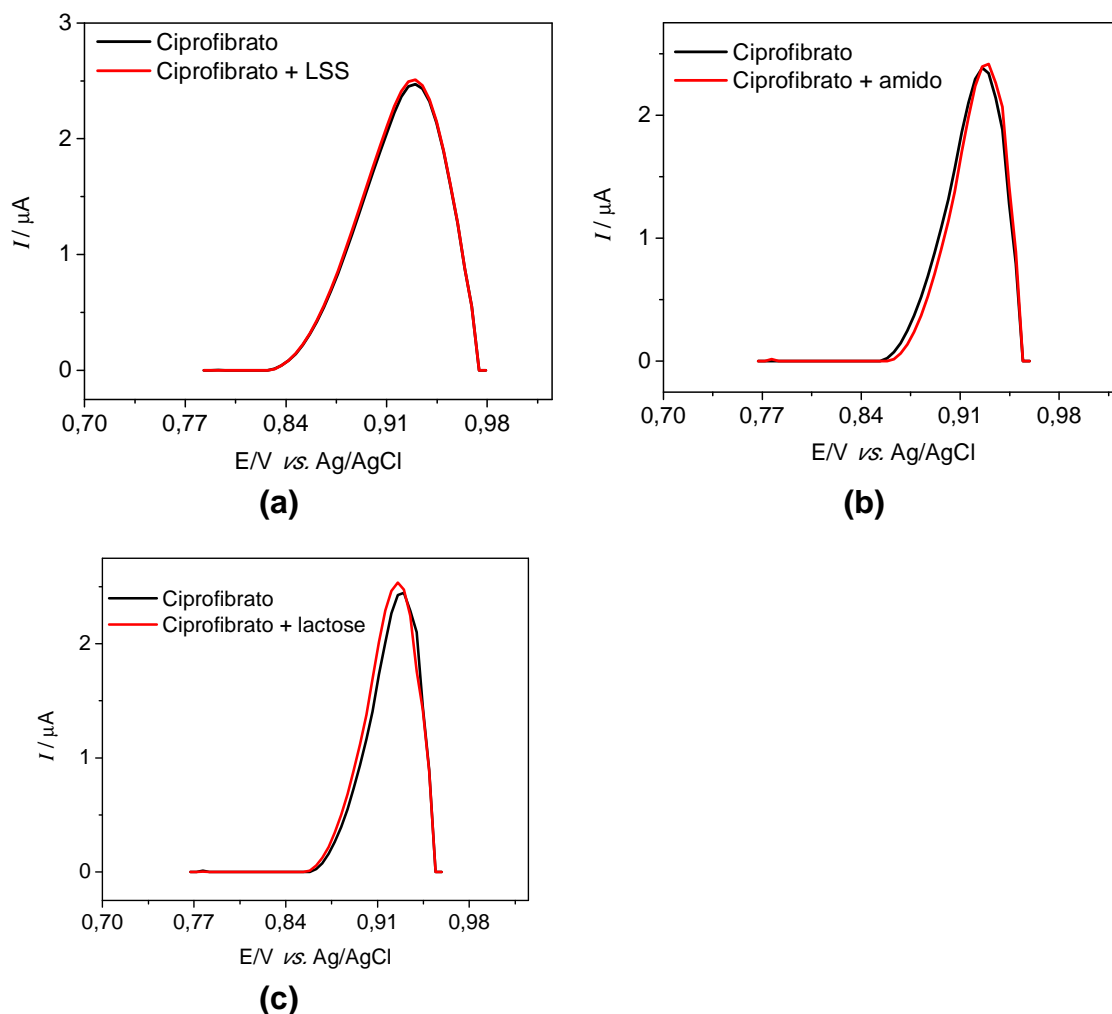 3
Ciprofibrato
Ciprofibrato + LSS
2
I / μA
1
0
0,70 0,77 0,84 0,91 0,98
E/V vs. Ag/AgCl
(a)
Ciprofibrato
Ciprofibrato + amido
2
I / μA
1
0
0,70 0,77 0,84 0,91 0,98
E/V vs. Ag/AgCl
(b)
Ciprofibrato
Ciprofibrato + lactose
2
I / μA
1
0
0,70 0,77 0,84 0,91 0,98
E/V vs. Ag/AgCl
(c)